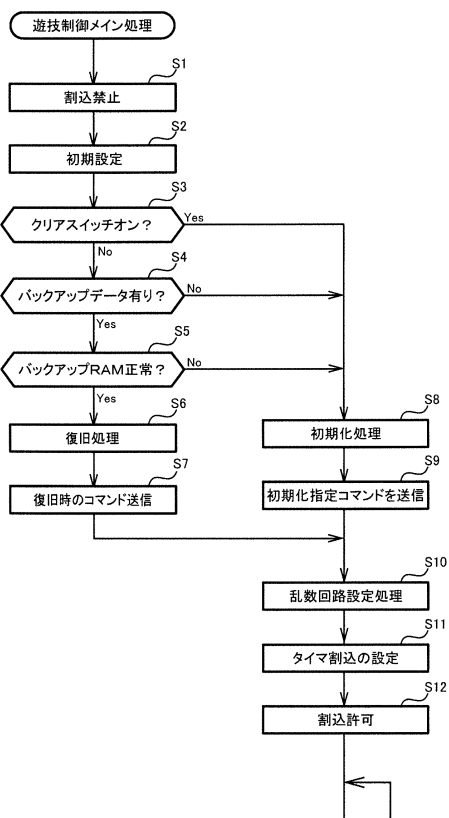 遊技制御メイン処理
S1
割込禁止
S2
初期設定
S3
クリアスイッチオン？
Yes
No
S4
バックアップデータ有り？
No
Yes
S5
バックアップRAM正常？
No
Yes
S6
復旧処理
S7
復旧時のコマンド送信
S8
初期化処理
S9
初期化指定コマンドを送信
S10
乱数回路設定処理
S11
タイマ割込の設定
S12
割込許可